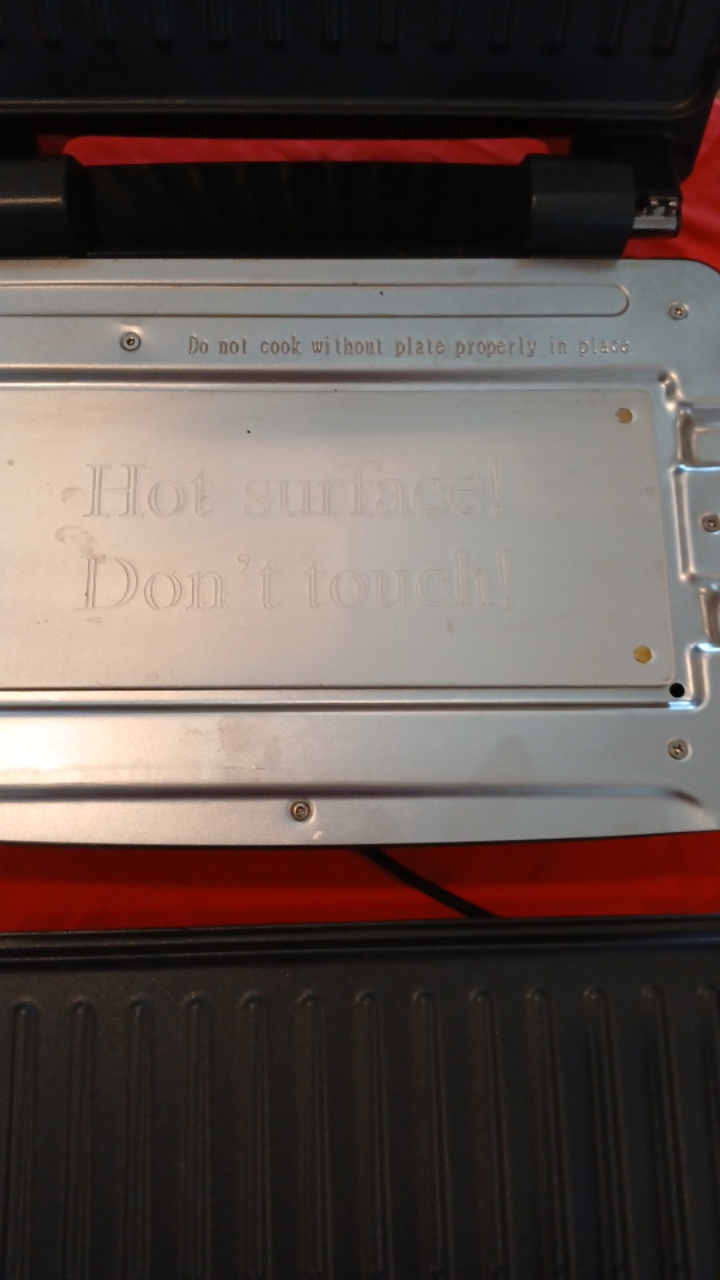 Do not cook without plate properly in place
Hot surface!
Don't touch!